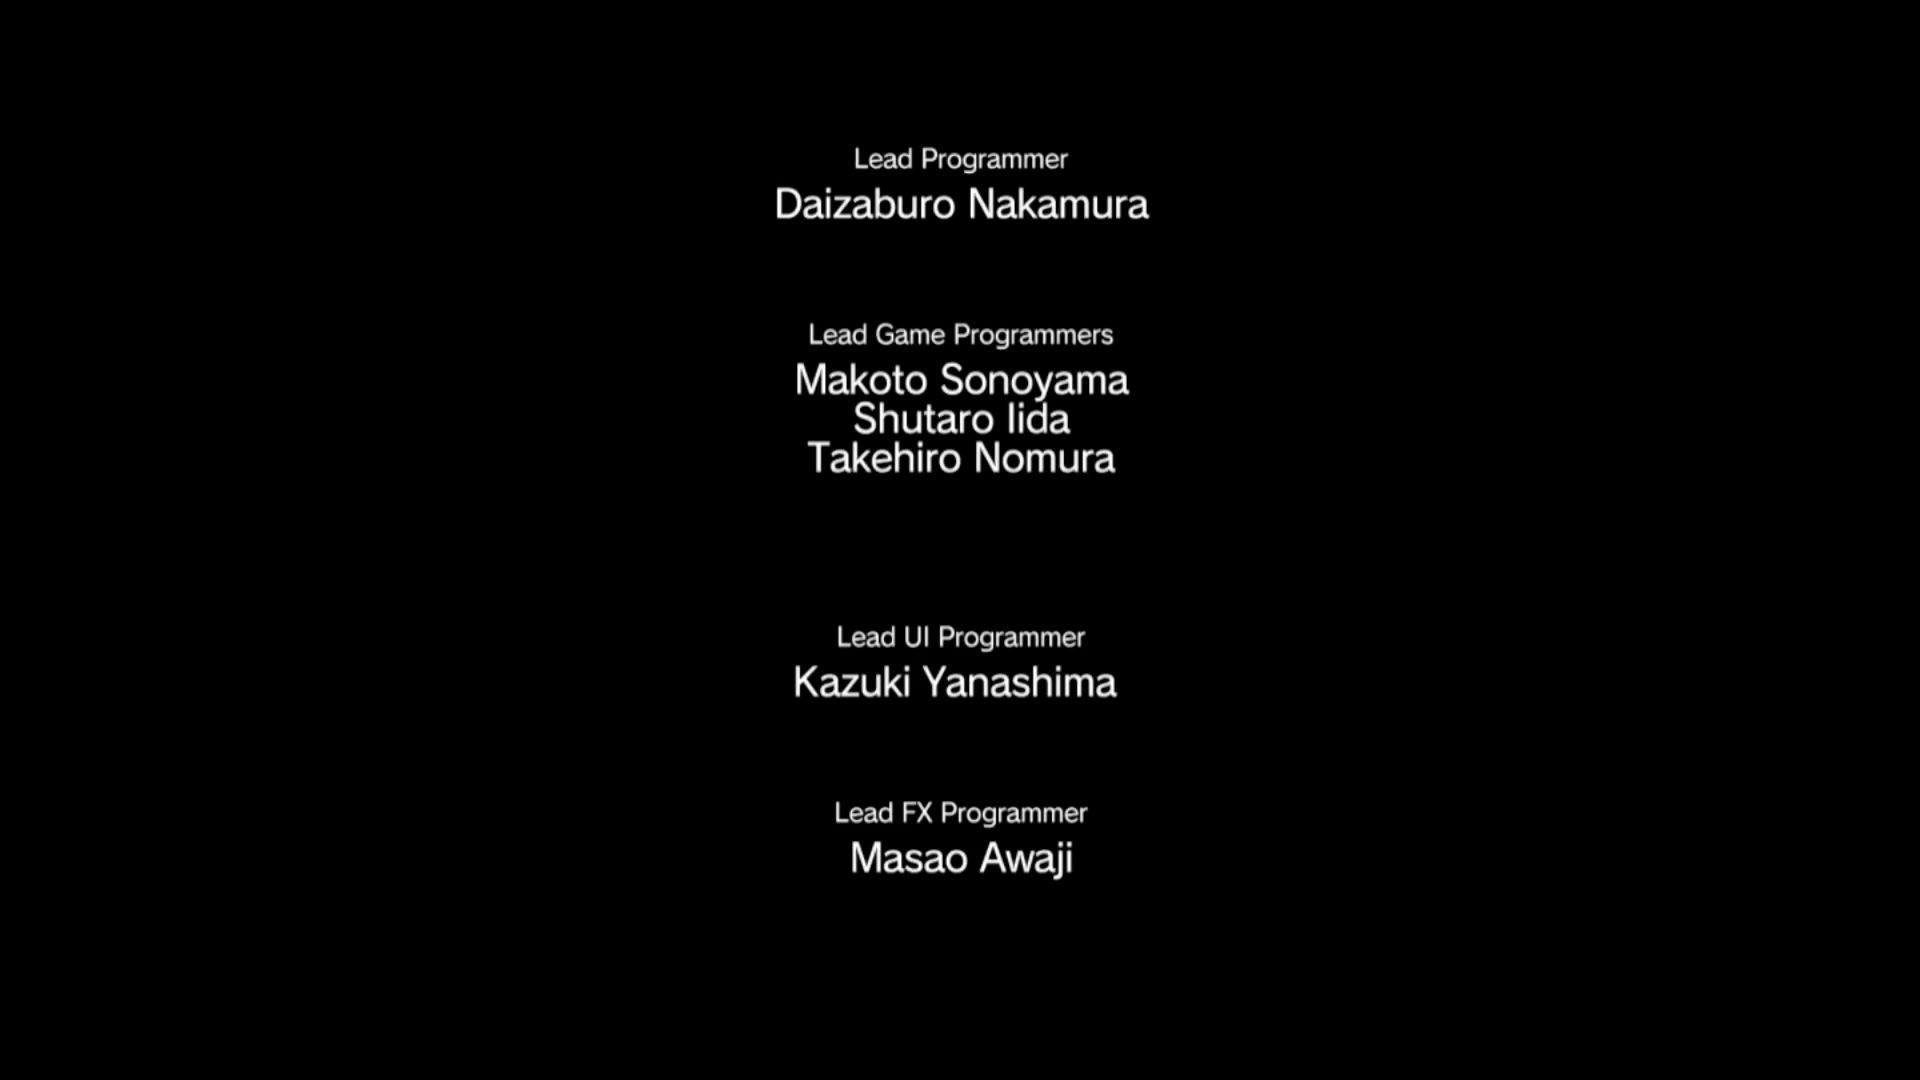 Lead Programmer
Daizaburo Nakamura
Lead Game Programmers
Makoto Sonoyama
Shutaro Iida
Takehiro Nomura
Lead UI Programmer
Kazuki Yanashima
Lead FX Programmer
Masao Awaji